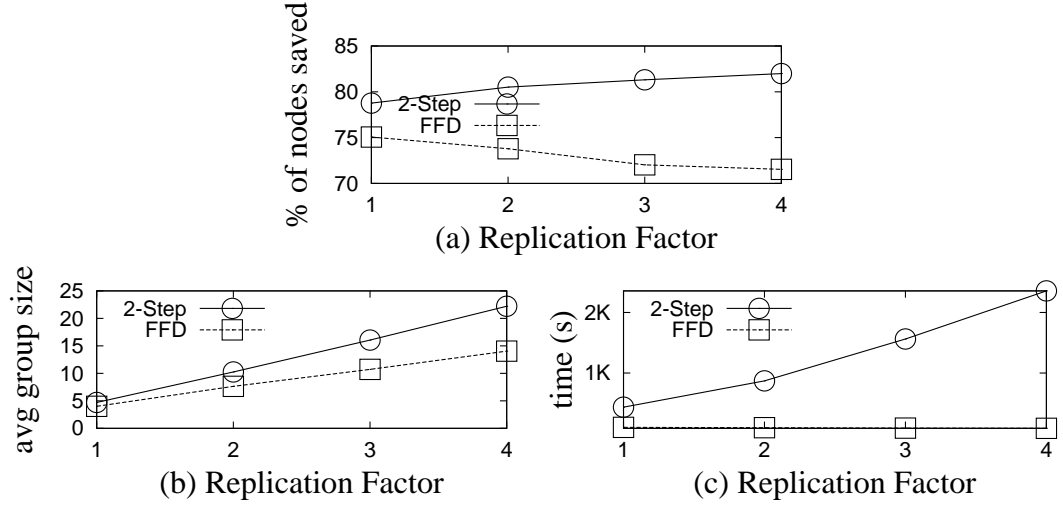 % of nodes saved
85
80
75
70
2-Step
FFD
1 2 3 4
(a) Replication Factor
avg group size
25
20
15
10
5
0
2-Step
FFD
1 2 3 4
(b) Replication Factor
time (s)
2K
1K
2-Step
FFD
1 2 3 4
(c) Replication Factor